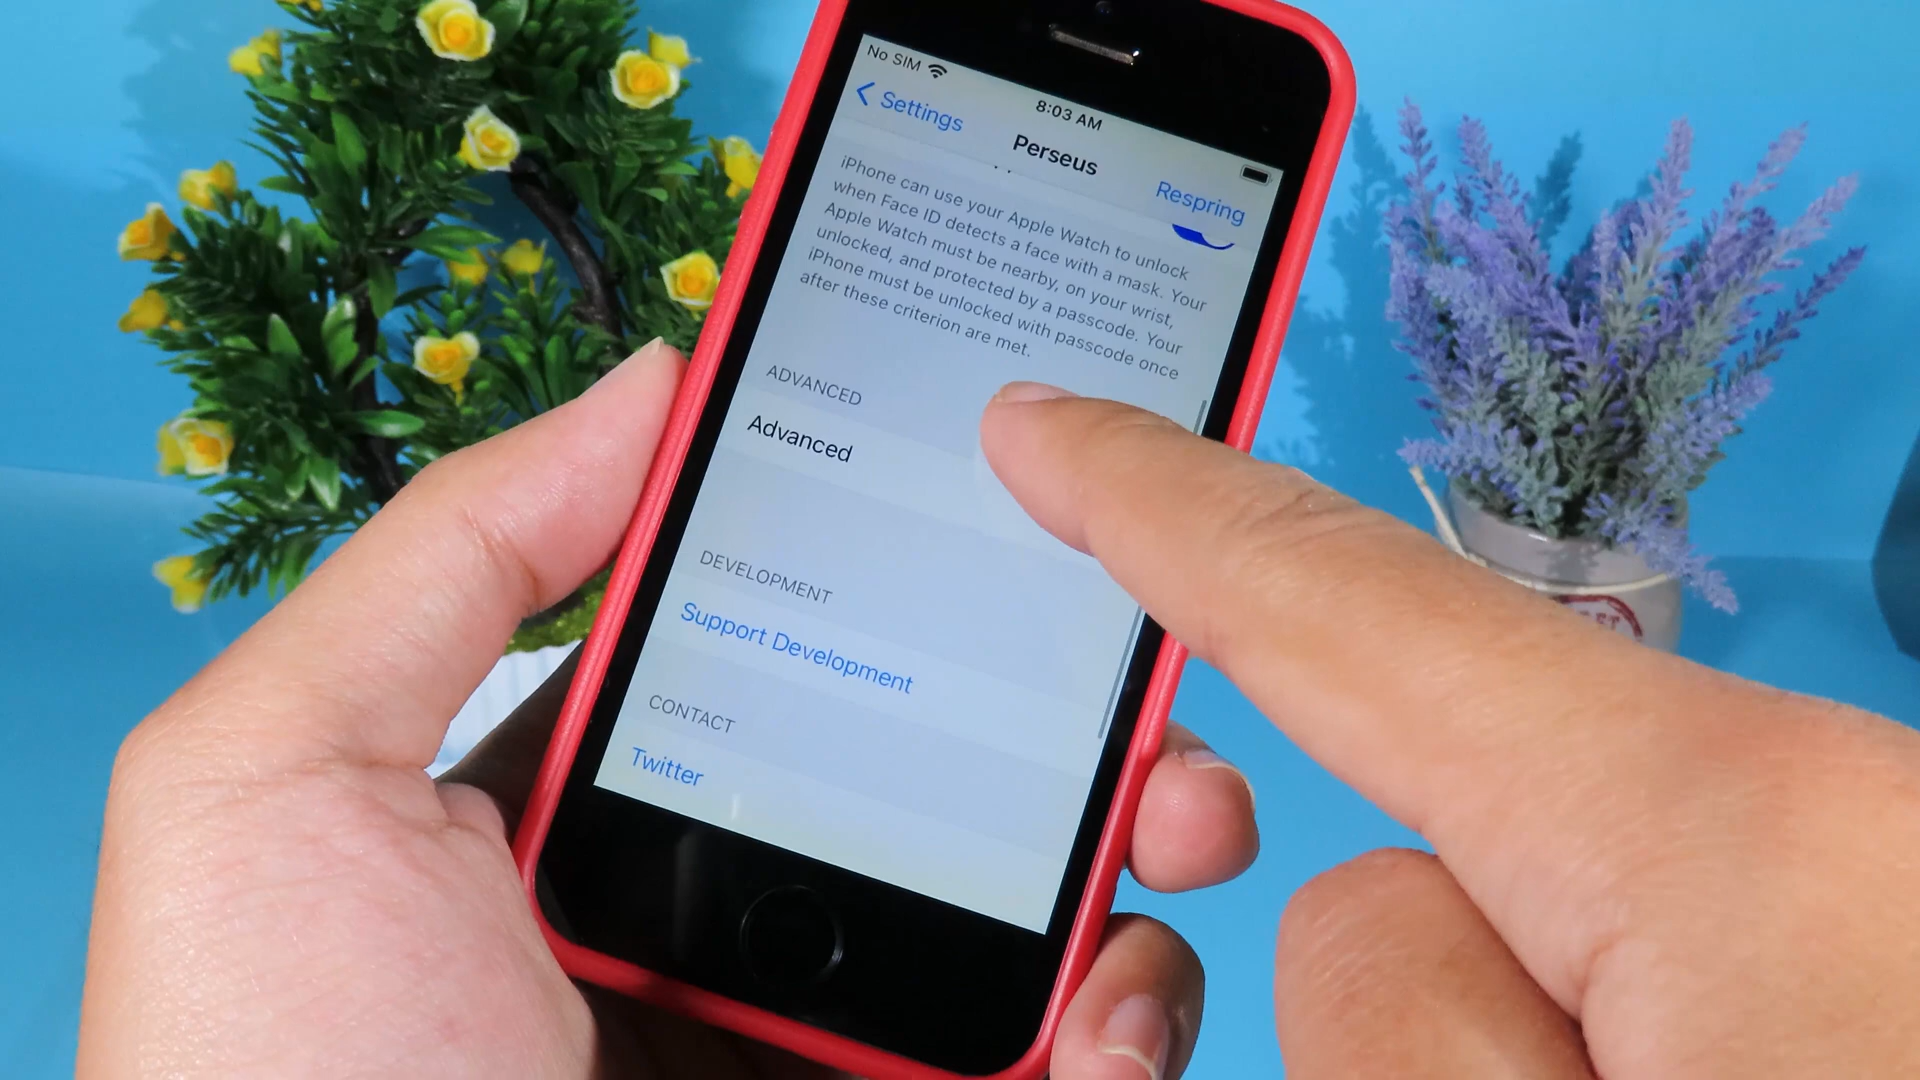 No SIM
8:03 AM
Settings
Perseus
Respring
iPhone can use your Apple Watch to unlock
when Face ID detects a face with a mask. Your
Apple Watch must be nearby, on your wrist,
unlocked, and protected by a passcode. Your
iPhone must be unlocked with passcode once
after these criterion are met.
ADVANCED
Advanced
DEVELOPMENT
Support Development
CONTACT
Twitter